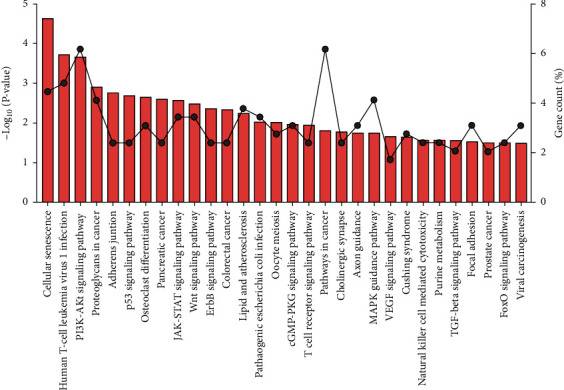 5
4
3
2
1
0
−Log10 (P-value)
8
6
4
2
0
Gene count (%)
Cellular senescence
Human T-cell leukemia virus 1 infection
PI3K-AKt signaling pathway
Proteoglycans in cancer
Adherens juntion
p53 signaling pathway
Osteoclast differentiation
Pancreatic cancer
JAK-STAT signaling pathway
Wnt signaling pathway
ErbB signaling pathway
Colorectal cancer
Lipid and atherosclerosis
Pathaogenic escherichia coli infection
Oocyte meiosis
cGMP-PKG signaling pathway
T cell receptor signaling pathway
Pathways in cancer
Cholinergic synapse
Axon guidance
MAPK guidance pathway
VEGF signaling pathway
Cushing syndrome
Natural killer cell mediated cytotoxicity
Purine metabolism
TGF-beta signaling pathway
Focal adhesion
Prostate cancer
FoxO signaling pathway
Viral carcinogenesis